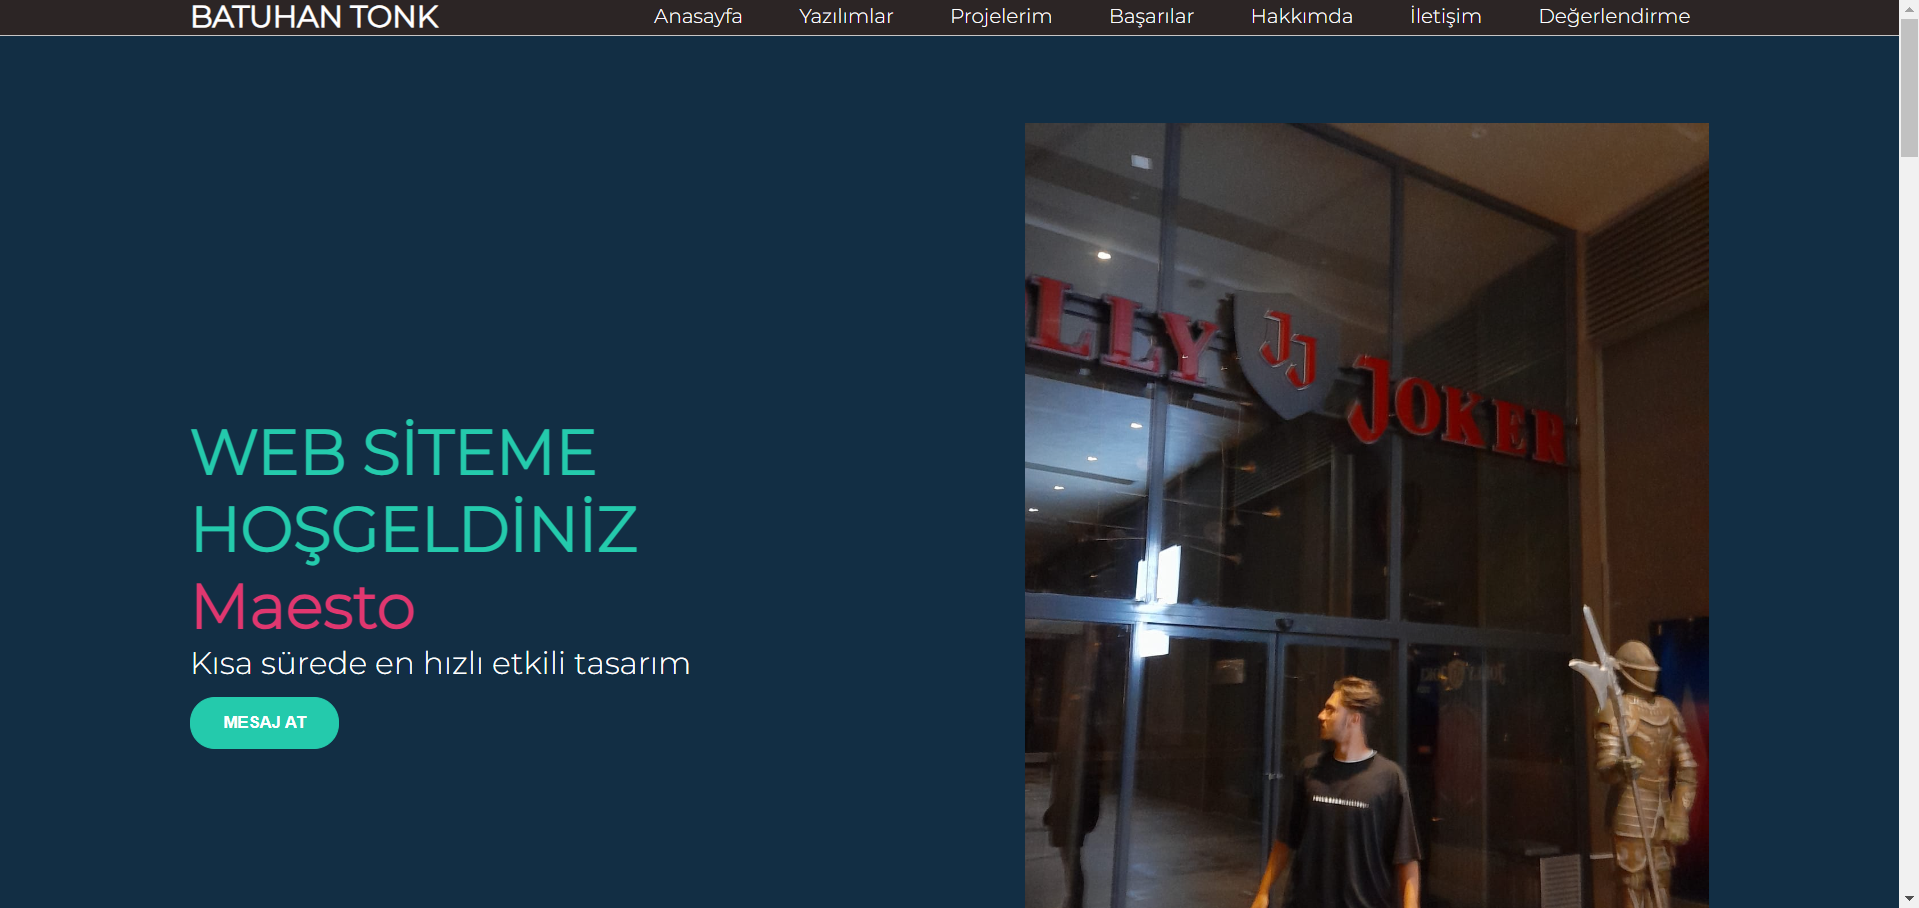 BATUHAN TONK
Anasayfa Yazılımlar Projelerim Başarılar Hakkımda İletişim Değerlendirme
LLY JJ JOKER
WEB SİTEME
HOŞGELDİNİZ
Maesto
Kısa sürede en hızlı etkili tasarım
MESAJ AT